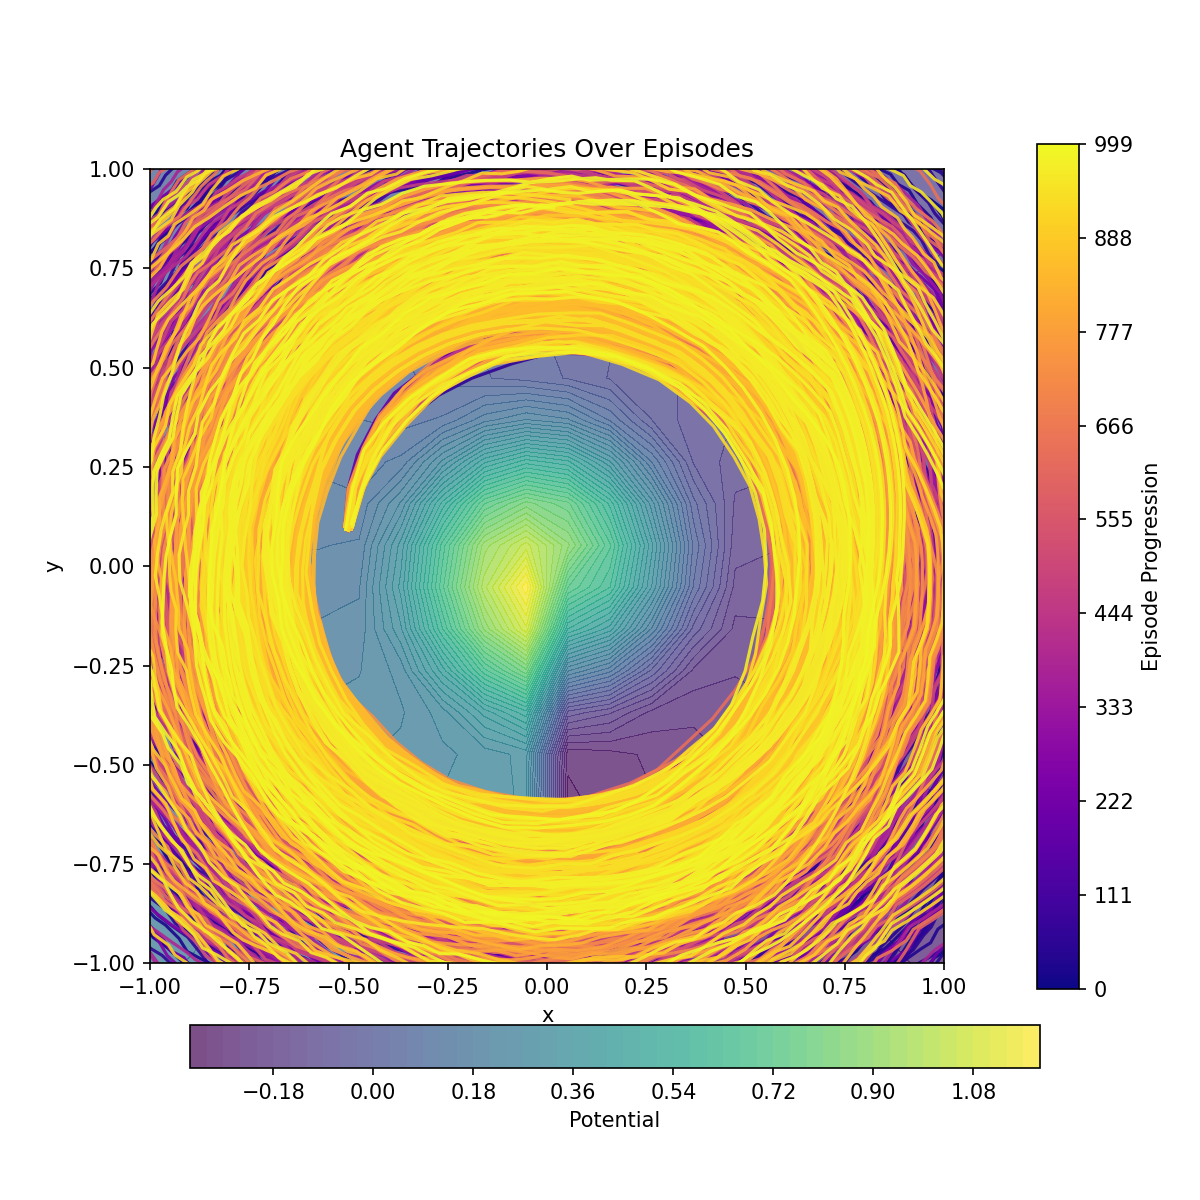 Agent Trajectories Over Episodes
1.00
0.75
0.50
0.25
0.00
−0.25
−0.50
−0.75
−1.00
y
−1.00 −0.75 −0.50 −0.25 0.00 0.25 0.50 0.75 1.00
x
999
888
777
666
555
444
333
222
111
0
Episode Progression
−0.18 0.00 0.18 0.36 0.54 0.72 0.90 1.08
Potential